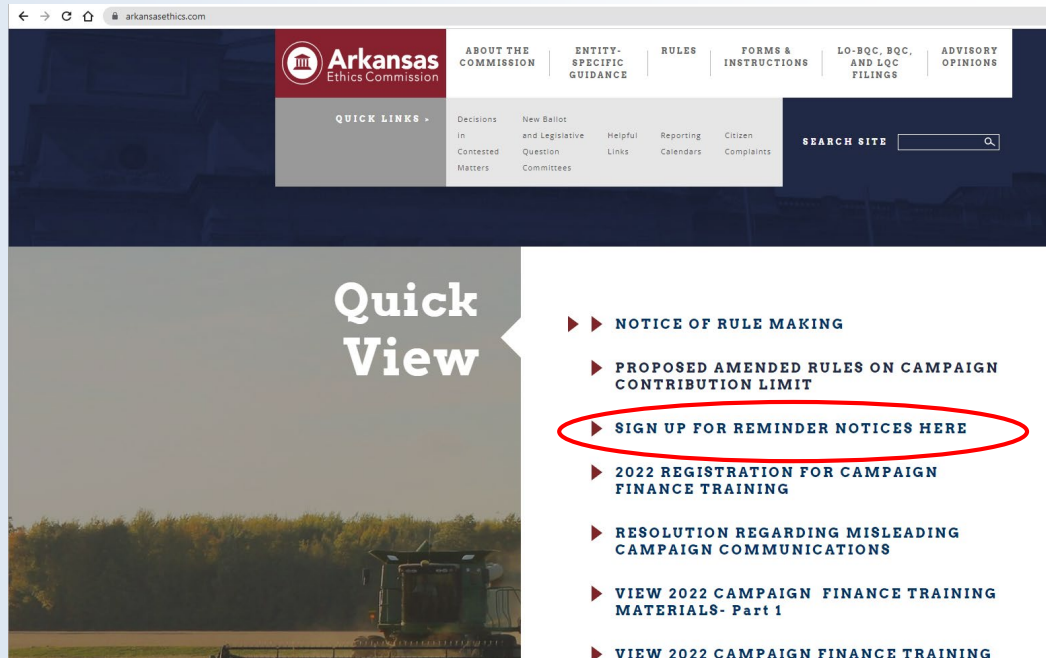 arkansasethics.com
Arkansas
Ethics Commission
ABOUT THE
COMMISSION
ENTITY-
SPECIFIC
GUIDANCE
RULES
FORMS &
INSTRUCTIONS
LO-BQC, BQC,
AND LQC
FILINGS
ADVISORY
OPINIONS
QUICK LINKS »
Decisions
in
Contested
Matters
New Ballot
and Legislative
Question
Committees
Helpful
Links
Reporting
Calendars
Citizen
Complaints
SEARCH SITE
Quick
View
NOTICE OF RULE MAKING
PROPOSED AMENDED RULES ON CAMPAIGN
CONTRIBUTION LIMIT
SIGN UP FOR REMINDER NOTICES HERE
2022 REGISTRATION FOR CAMPAIGN
FINANCE TRAINING
RESOLUTION REGARDING MISLEADING
CAMPAIGN COMMUNICATIONS
VIEW 2022 CAMPAIGN FINANCE TRAINING
MATERIALS- Part 1
VIEW 2022 CAMPAIGN FINANCE TRAINING